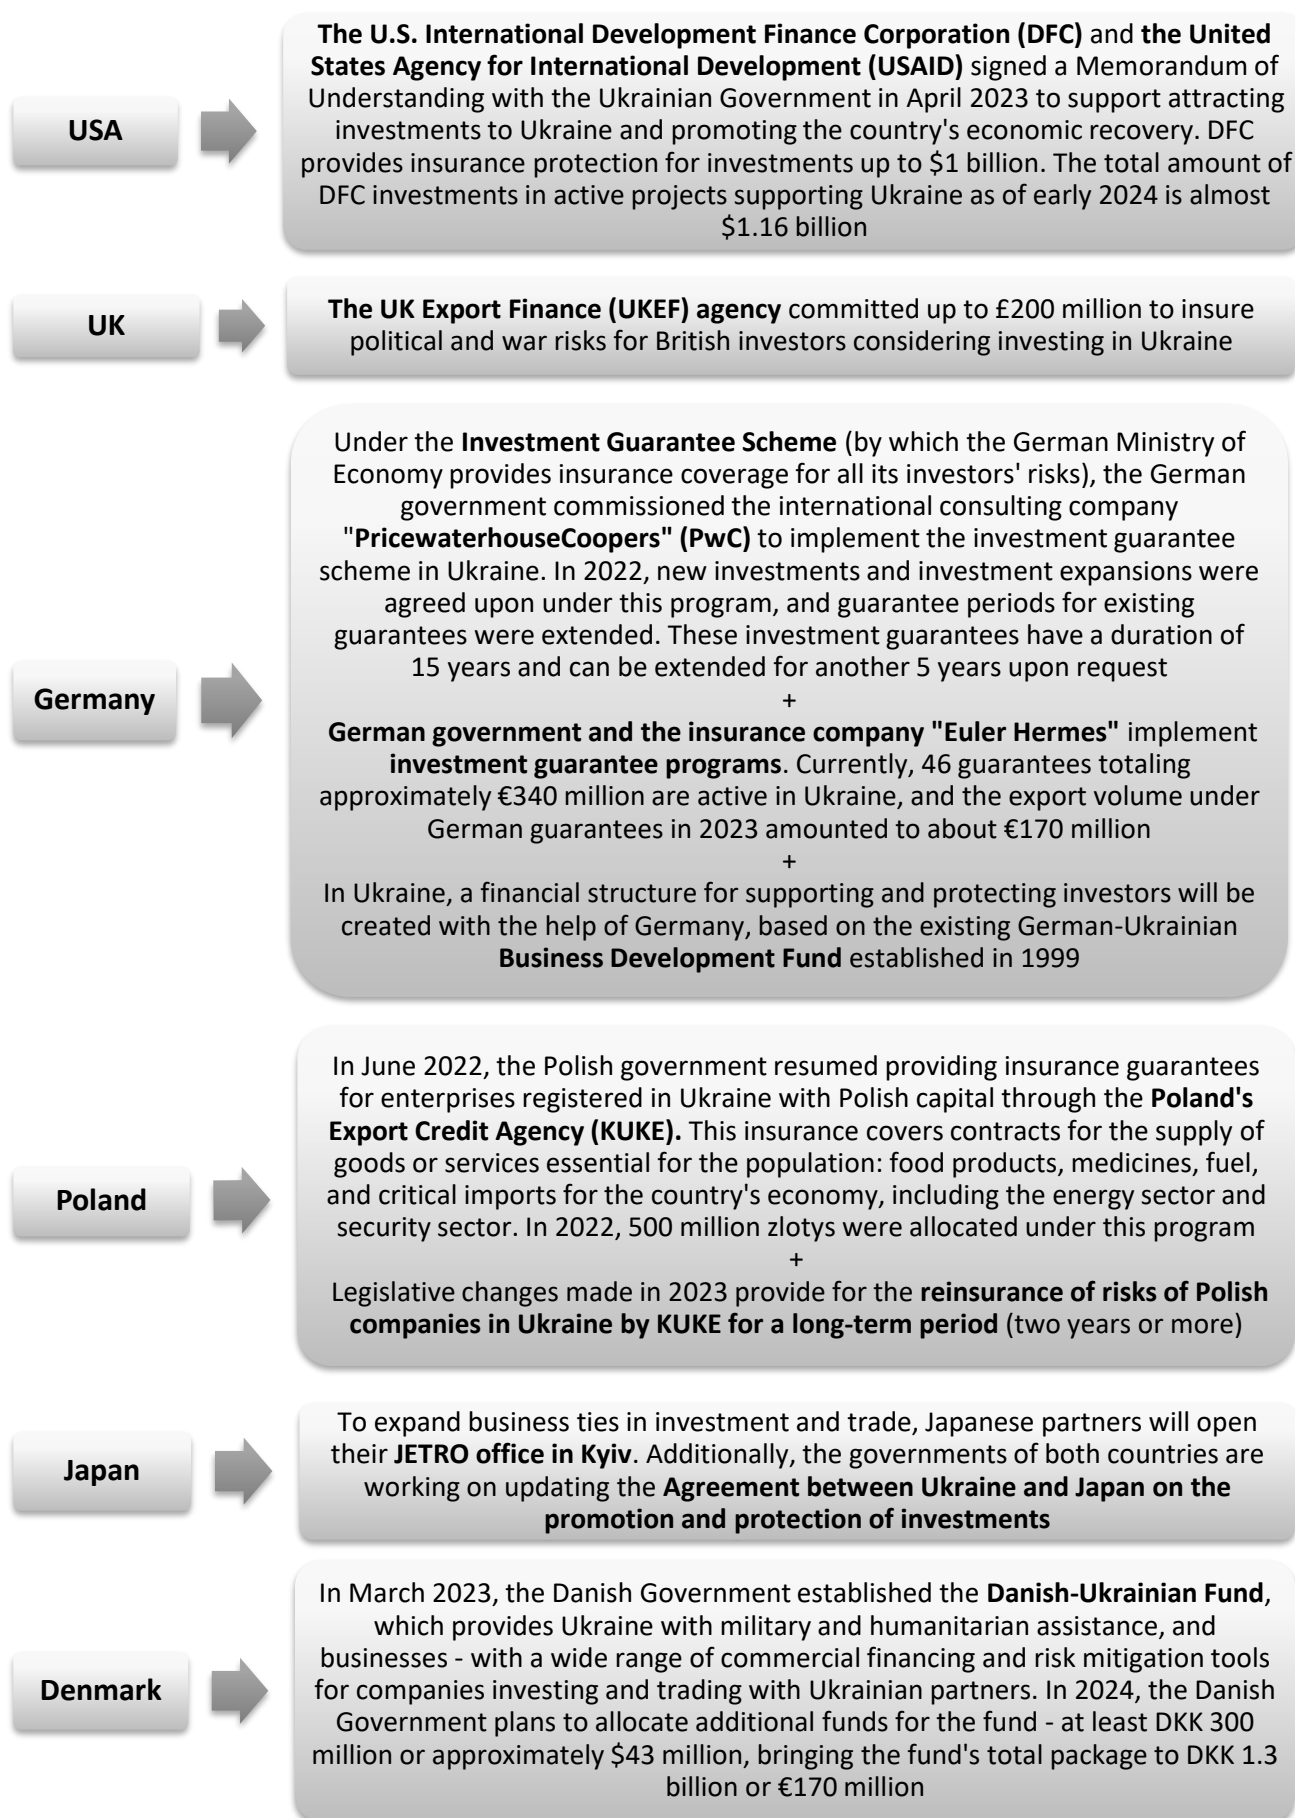 USA
The U.S. International Development Finance Corporation (DFC) and the United
States Agency for International Development (USAID) signed a Memorandum of
Understanding with the Ukrainian Government in April 2023 to support attracting
investments to Ukraine and promoting the country's economic recovery. DFC
provides insurance protection for investments up to $1 billion. The total amount of
DFC investments in active projects supporting Ukraine as of early 2024 is almost
$1.16 billion
UK
The UK Export Finance (UKEF) agency committed up to £200 million to insure
political and war risks for British investors considering investing in Ukraine
Germany
Under the Investment Guarantee Scheme (by which the German Ministry of
Economy provides insurance coverage for all its investors' risks), the German
government commissioned the international consulting company
"PricewaterhouseCoopers" (PwC) to implement the investment guarantee
scheme in Ukraine. In 2022, new investments and investment expansions were
agreed upon under this program, and guarantee periods for existing
guarantees were extended. These investment guarantees have a duration of
15 years and can be extended for another 5 years upon request
+
German government and the insurance company "Euler Hermes" implement
investment guarantee programs. Currently, 46 guarantees totaling
approximately €340 million are active in Ukraine, and the export volume under
German guarantees in 2023 amounted to about €170 million
+
In Ukraine, a financial structure for supporting and protecting investors will be
created with the help of Germany, based on the existing German-Ukrainian
Business Development Fund established in 1999
Poland
In June 2022, the Polish government resumed providing insurance guarantees
for enterprises registered in Ukraine with Polish capital through the Poland's
Export Credit Agency (KUKE). This insurance covers contracts for the supply of
goods or services essential for the population: food products, medicines, fuel,
and critical imports for the country's economy, including the energy sector and
security sector. In 2022, 500 million zlotys were allocated under this program
+
Legislative changes made in 2023 provide for the reinsurance of risks of Polish
companies in Ukraine by KUKE for a long-term period (two years or more)
Japan
To expand business ties in investment and trade, Japanese partners will open
their JETRO office in Kyiv. Additionally, the governments of both countries are
working on updating the Agreement between Ukraine and Japan on the
promotion and protection of investments
Denmark
In March 2023, the Danish Government established the Danish-Ukrainian Fund,
which provides Ukraine with military and humanitarian assistance, and
businesses - with a wide range of commercial financing and risk mitigation tools
for companies investing and trading with Ukrainian partners. In 2024, the Danish
Government plans to allocate additional funds for the fund - at least DKK 300
million or approximately $43 million, bringing the fund's total package to DKK 1.3
billion or €170 million